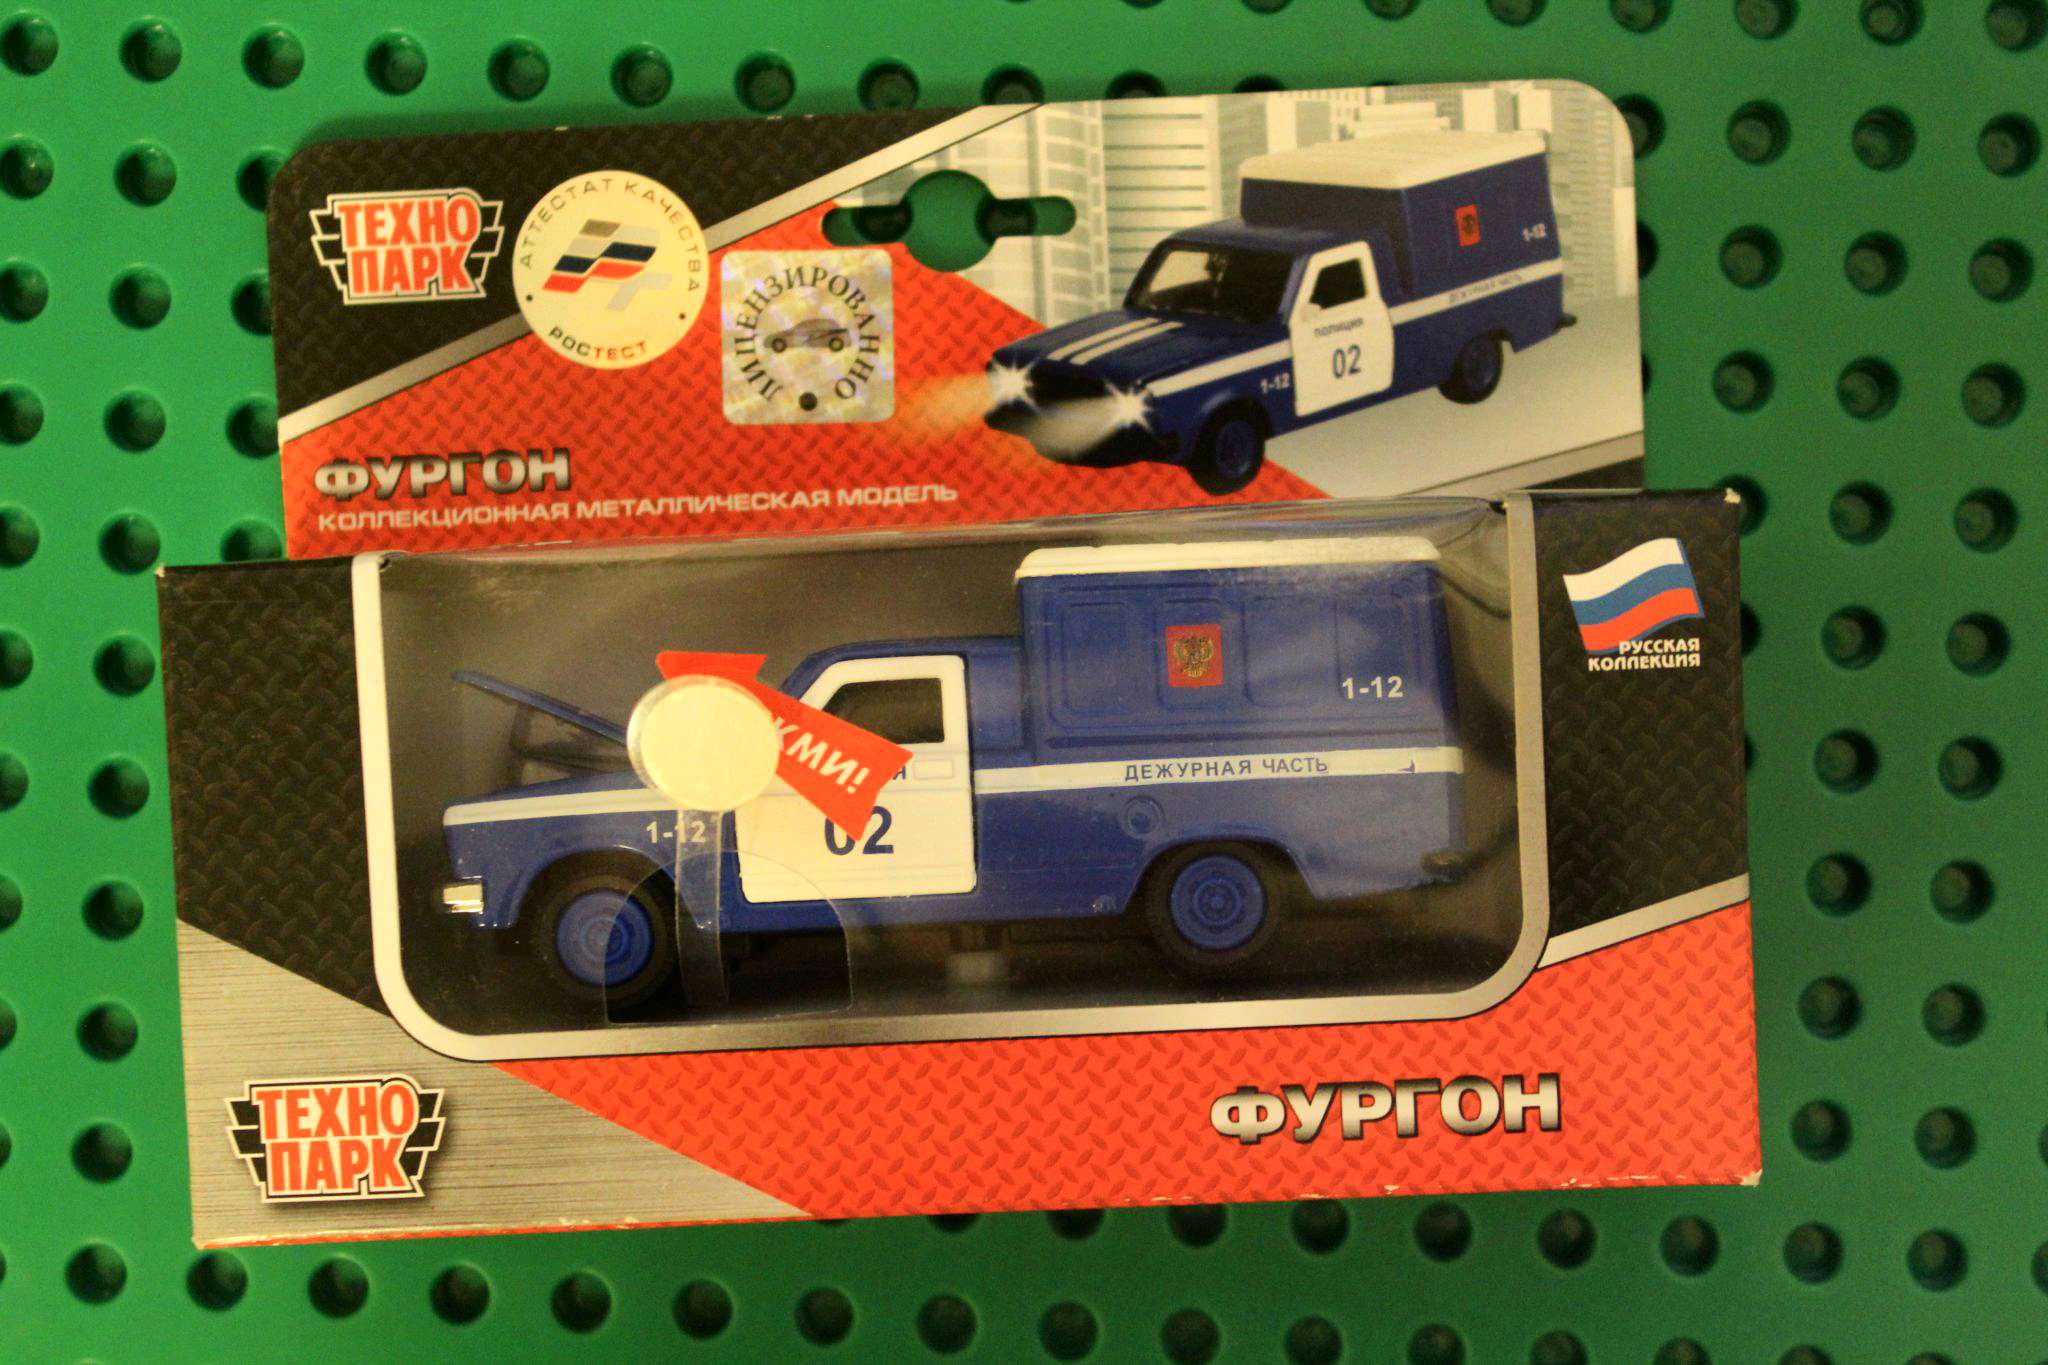 ТЕХНО
ПАРК
АТТЕСТАТ КАЧЕСТВА
РОСТЕСТ
ЛИЦЕНЗИРОВАННО
1-12
ДЕЖУРНАЯ ЧАСТЬ
ПОЛИЦИЯ
02
1-12
ФУРГОН
КОЛЛЕКЦИОННАЯ МЕТАЛЛИЧЕСКАЯ МОДЕЛЬ
РУССКАЯ
КОЛЛЕКЦИЯ
1-12
ДЕЖУРНАЯ ЧАСТЬ
1-12
02
ТЕХНО
ПАРК
ФУРГОН